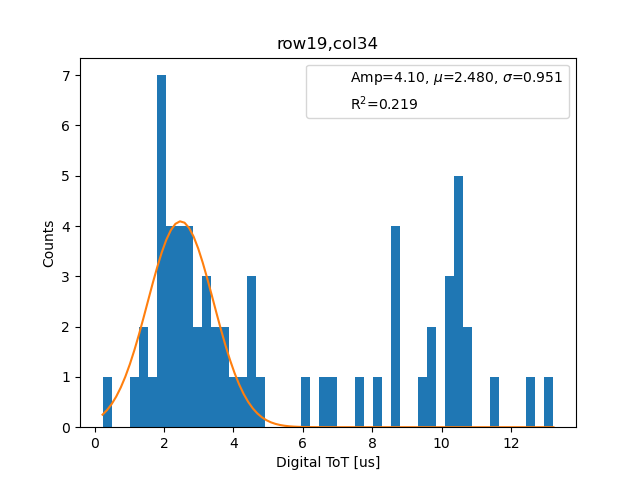 row19,col34
Amp=4.10, μ=2.480, σ=0.951
R²=0.219
Counts
7
6
5
4
3
2
1
0
0 2 4 6 8 10 12
Digital ToT [us]